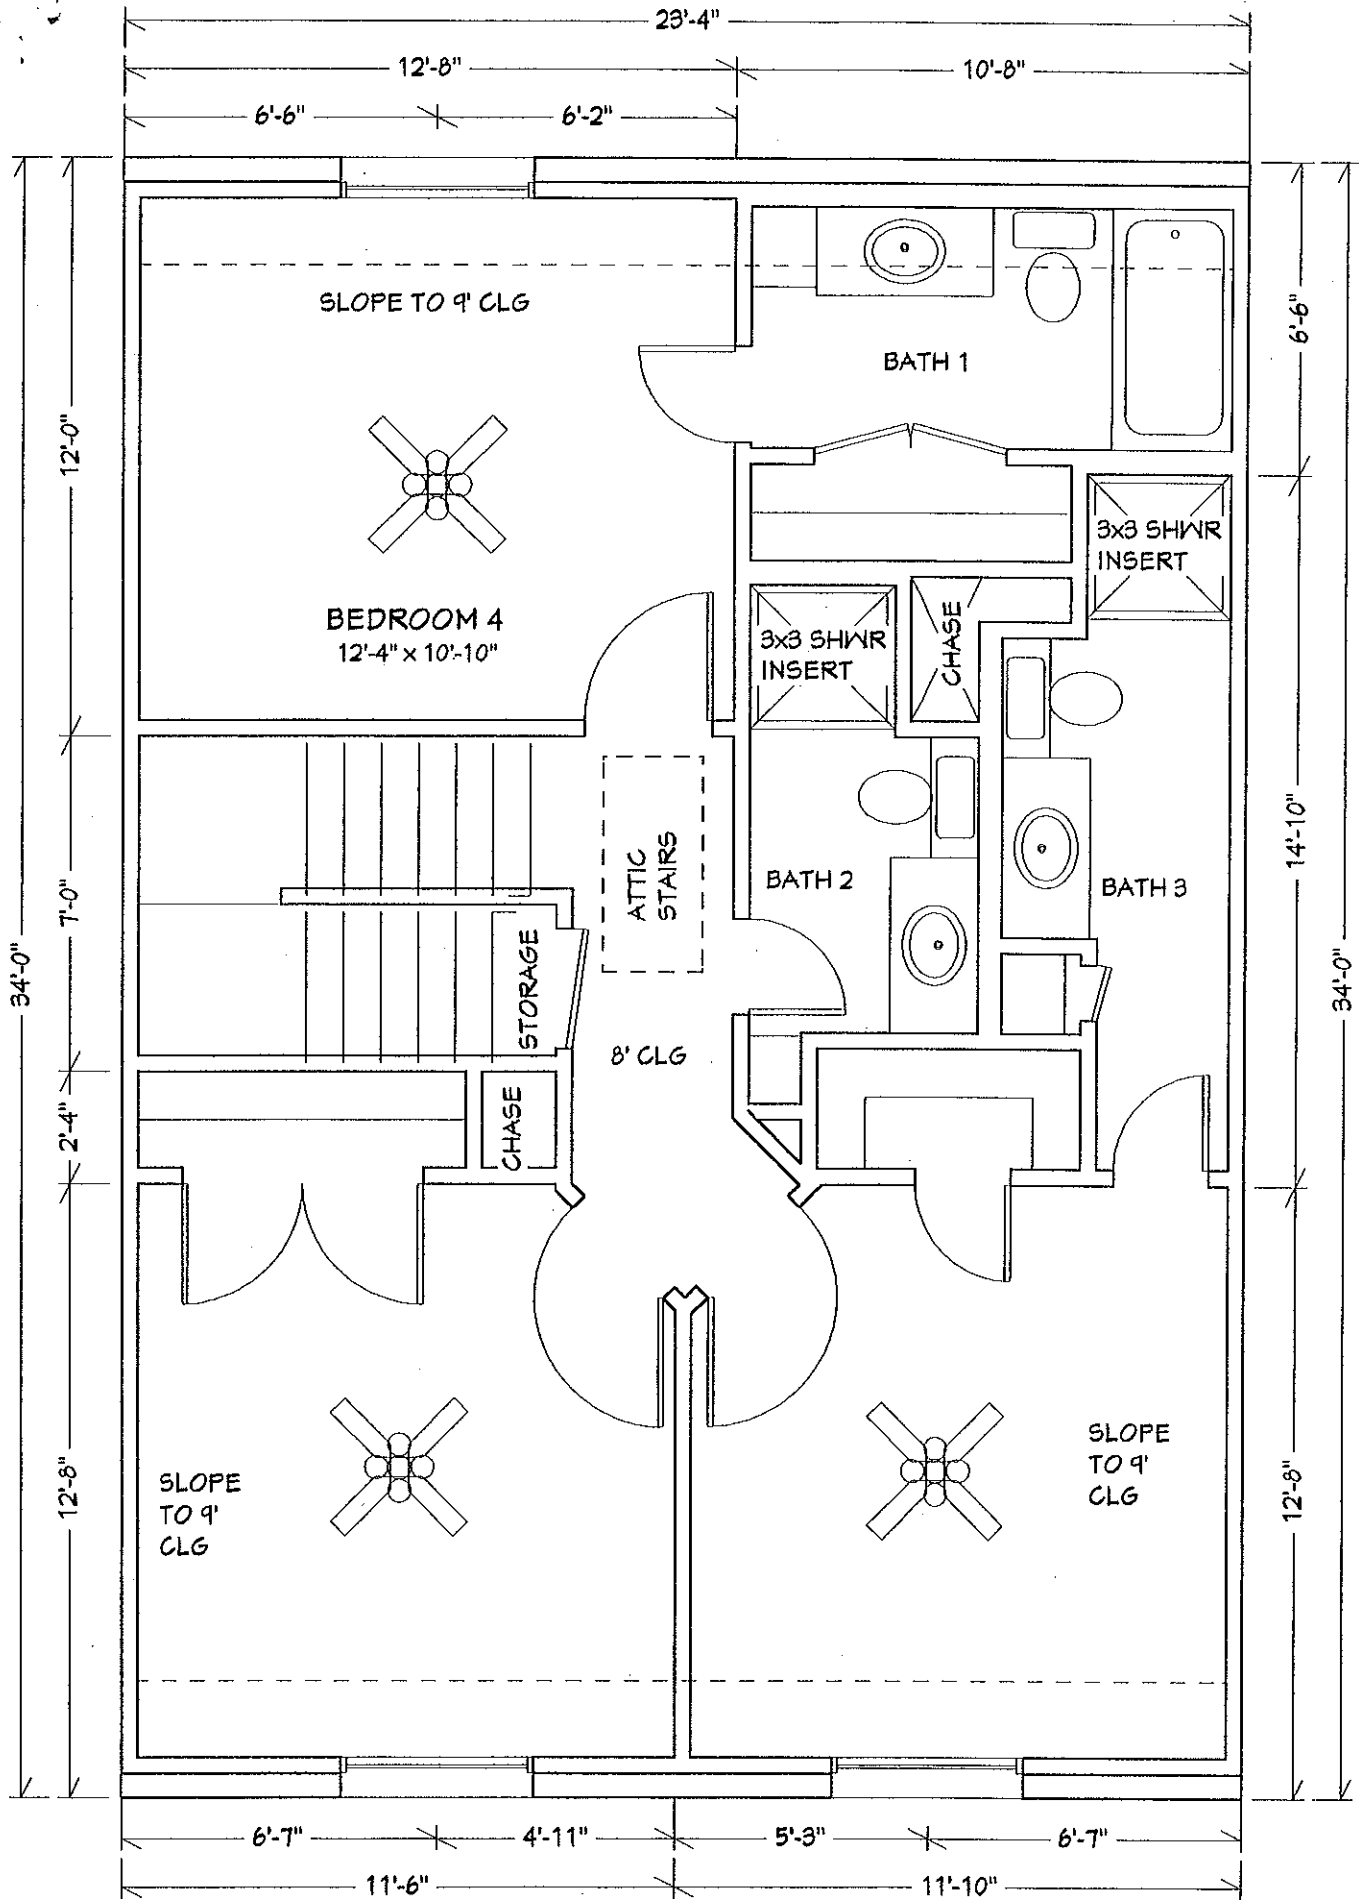 23'-4"
12'-8"
10'-8"
6'-6"
6'-2"
SLOPE TO 9' CLG
BATH 1
6'-6"
12'-0"
34'-0"
3x3 SHWR
INSERT
BEDROOM 4
12'-4" x 10'-10"
3x3 SHWR
INSERT
CHASE
ATTIC
STAIRS
BATH 2
BATH 3
14'-10"
7'-0"
STORAGE
34'-0"
8' CLG
2'-4"
CHASE
SLOPE
TO 9'
CLG
SLOPE
TO 9'
CLG
12'-8"
12'-8"
6'-7"
4'-11"
5'-3"
6'-7"
11'-6"
11'-10"